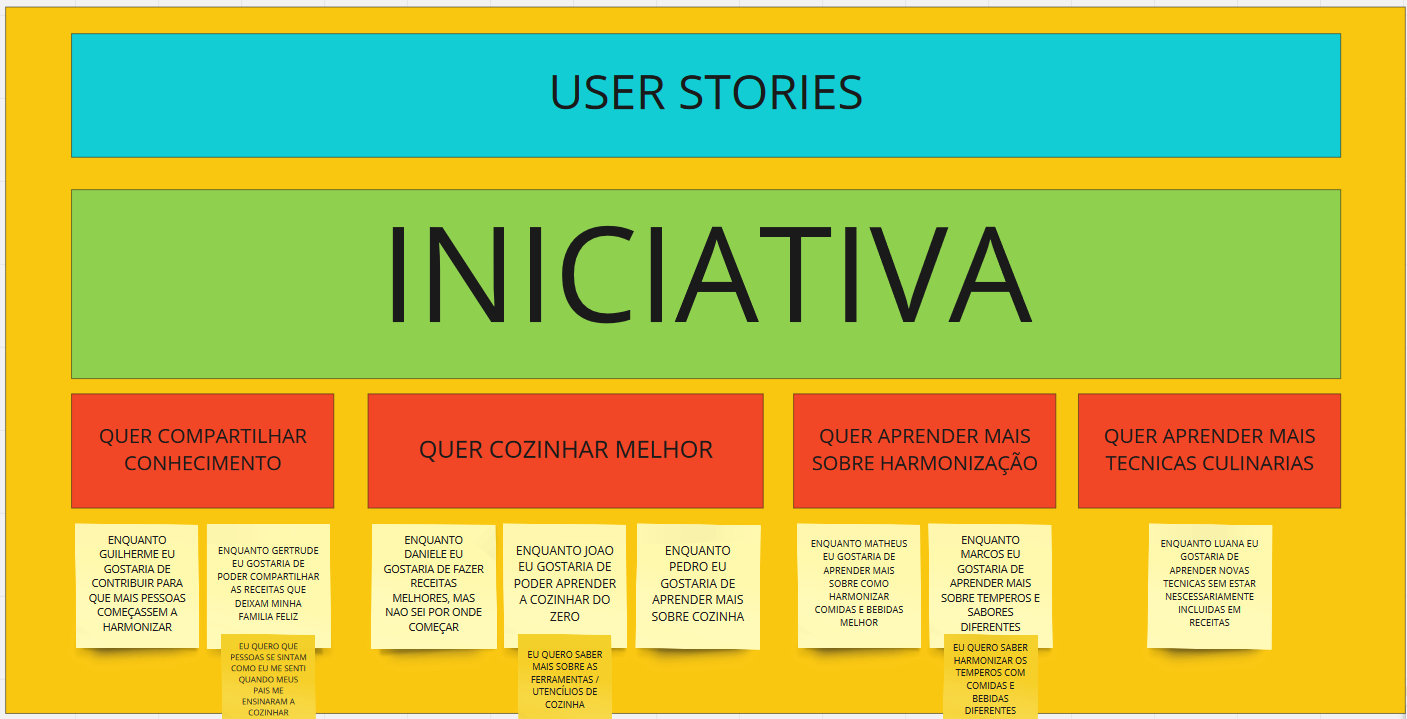 USER STORIES
INICIATIVA
QUER COMPARTILHAR
CONHECIMENTO
QUER COZINHAR MELHOR
QUER APRENDER MAIS
SOBRE HARMONIZAÇÃO
QUER APRENDER MAIS
TECNICAS CULINARIAS
ENQUANTO
GUILHERME EU
GOSTARIA DE
CONTRIBUIR PARA
QUE MAIS PESSOAS
COMEÇASSEM A
HARMONIZAR
ENQUANTO GERTRUDE
EU GOSTARIA DE
PODER COMPARTILHAR
AS RECEITAS QUE
DEIXAM MINHA
FAMILIA FELIZ
EU QUERO QUE
PESSOAS SE SINTAM
COMO EU ME SENTI
QUANDO MEUS
PAIS ME
ENSINARAM A
COZINHAR
ENQUANTO
DANIELE EU
GOSTARIA DE FAZER
RECEITAS
MELHORES, MAS
NAO SEI POR ONDE
COMEÇAR
ENQUANTO JOAO
EU GOSTARIA DE
PODER APRENDER
A COZINHAR DO
ZERO
EU QUERO SABER
MAIS SOBRE AS
FERRAMENTAS /
UTENCÍLIOS DE
COZINHA
ENQUANTO
PEDRO EU
GOSTARIA DE
APRENDER MAIS
SOBRE COZINHA
ENQUANTO MATHEUS
EU GOSTARIA DE
APRENDER MAIS
SOBRE COMO
HARMONIZAR
COMIDAS E BEBIDAS
MELHOR
ENQUANTO
MARCOS EU
GOSTARIA DE
APRENDER MAIS
SOBRE TEMPEROS E
SABORES
DIFERENTES
EU QUERO SABER
HARMONIZAR OS
TEMPEROS COM
COMIDAS E
BEBIDAS
DIFERENTES
ENQUANTO LUANA EU
GOSTARIA DE
APRENDER NOVAS
TECNICAS SEM ESTAR
NESCESSARIAMENTE
INCLUIDAS EM
RECEITAS